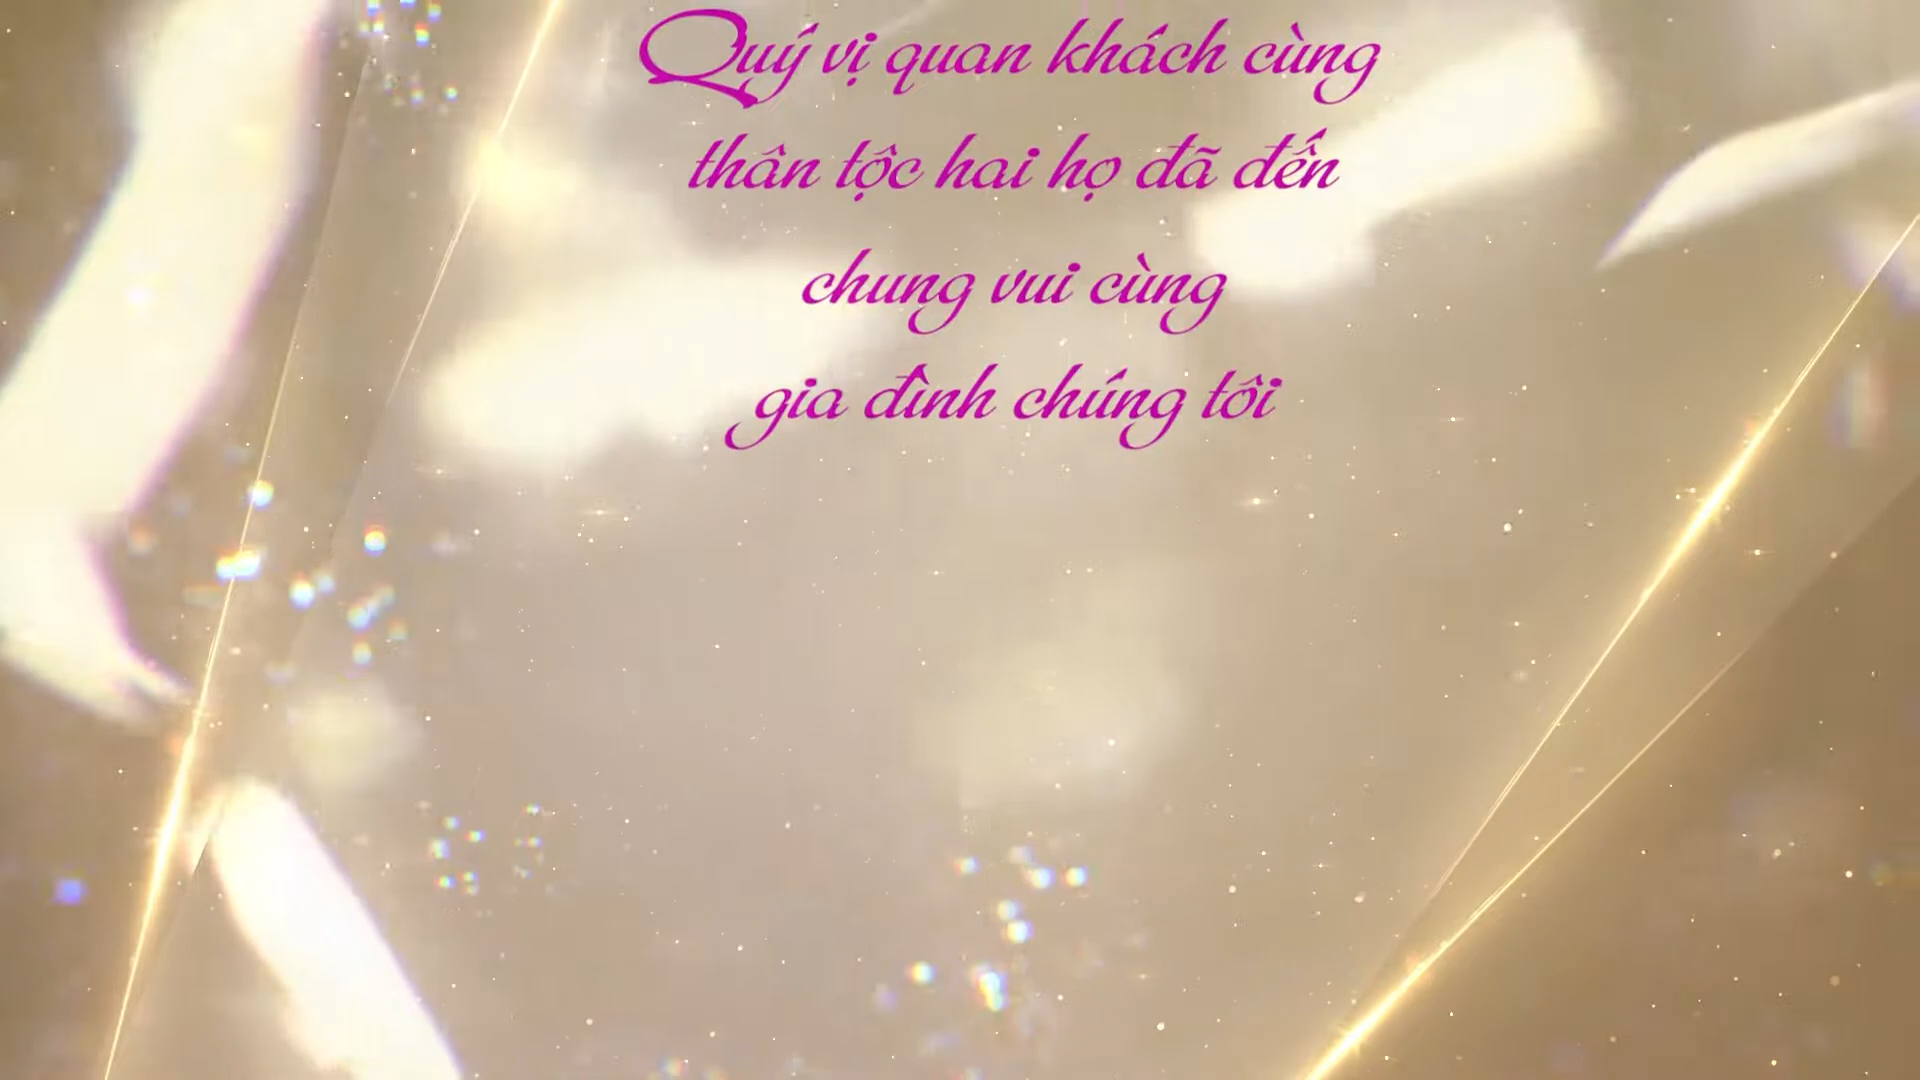 Quý vị quan khách cùng
thân tộc hai họ đã đến
chung vui cùng
gia đình chúng tôi